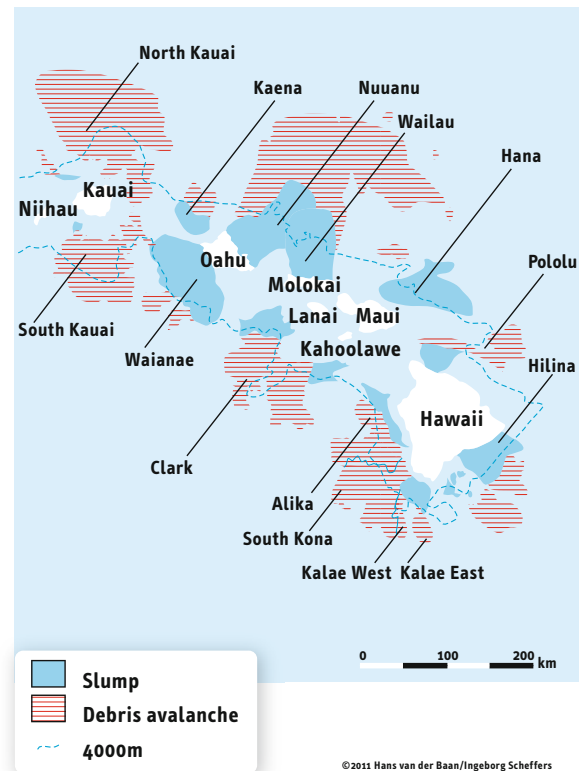 North Kauai
Kaena
Nuuanu
Wailau
Hana
Kauai
Niihau
Oahu
Pololu
Molokai
South Kauai
Lanai
Maui
Waianae
Kahoolawe
Hilina
Hawaii
Clark
Alika
South Kona
Kalae West
Kalae East
0 100 200
km
Slump
Debris avalanche
4000m
©2011 Hans van der Baan/Ingeborg Scheffers